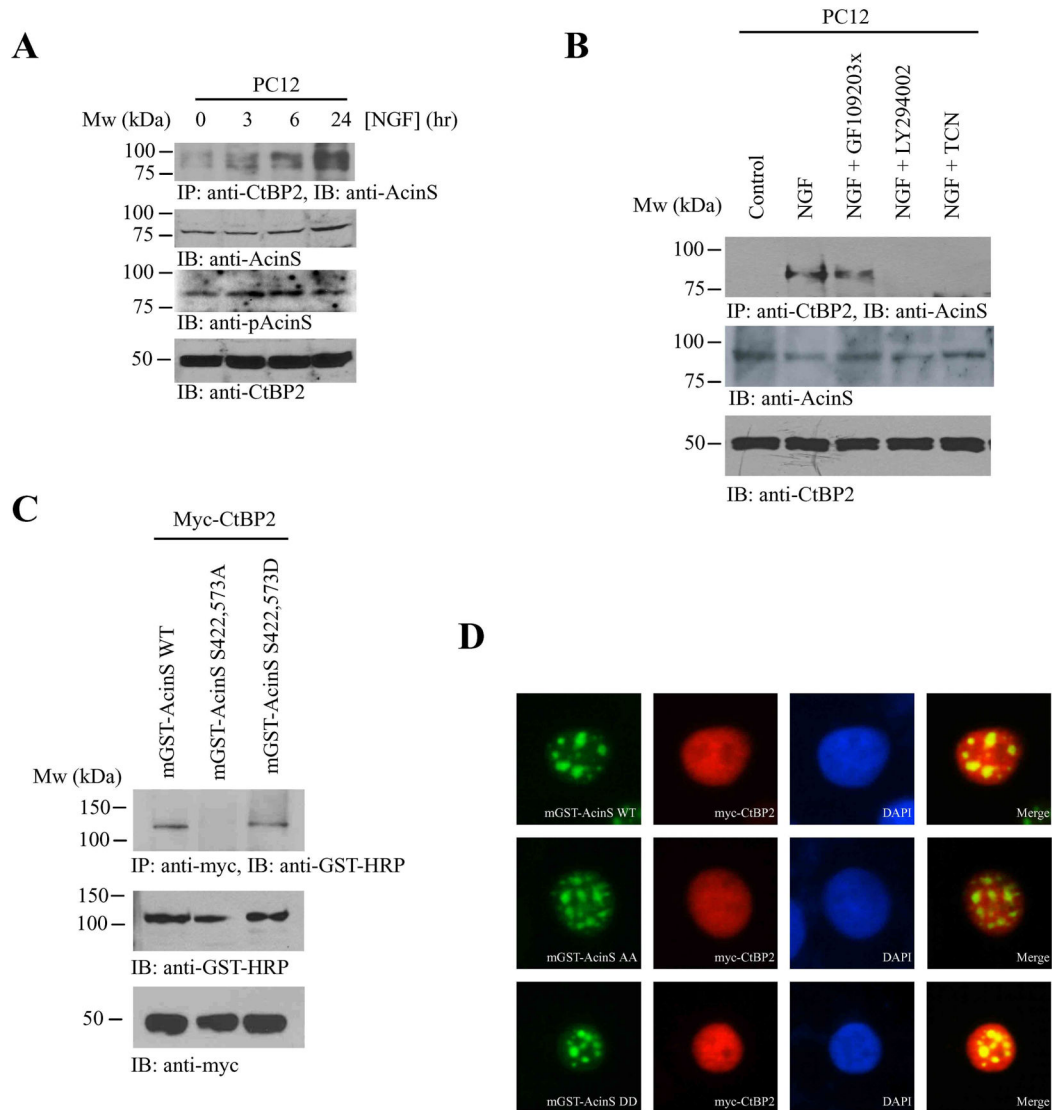 A
PC12
Mw (kDa) 0 3 6 24 [NGF] (hr)
100
75
IP: anti-CtBP2, IB: anti-AcinS
100
75
IB: anti-AcinS
100
75
IB: anti-pAcinS
50
IB: anti-CtBP2
B
PC12
Mw (kDa)
Control
NGF
NGF + GF109203x
NGF + LY294002
NGF + TCN
100
75
IP: anti-CtBP2, IB: anti-AcinS
100
75
IB: anti-AcinS
50
IB: anti-CtBP2
C
Myc-CtBP2
Mw (kDa)
mGST-AcinS WT
mGST-AcinS S422,573A
mGST-AcinS S422,573D
150
100
IP: anti-myc, IB: anti-GST-HRP
150
100
IB: anti-GST-HRP
50
IB: anti-myc
D
mGST-AcinS WT myc-CtBP2 DAPI Merge
mGST-AcinS AA myc-CtBP2 DAPI Merge
mGST-AcinS DD myc-CtBP2 DAPI Merge